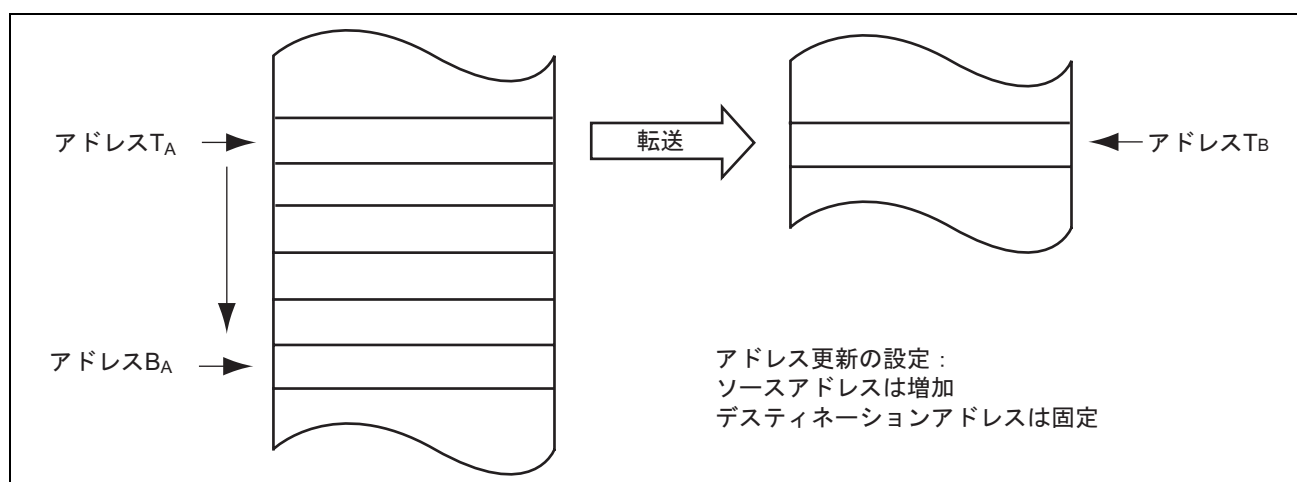 アドレスTA
転送
アドレスTB
アドレスBA
アドレス更新の設定：
ソースアドレスは増加
デスティネーションアドレスは固定